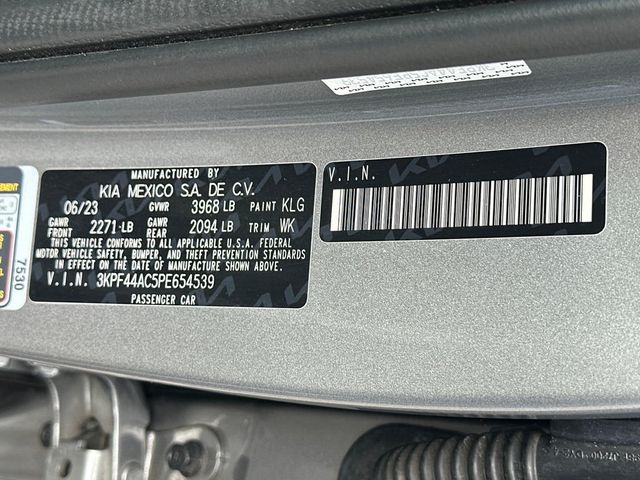 MANUFACTURED BY
KIA MEXICO S.A. DE C.V.
06/23 GVWR 3968 LB PAINT KLG
GAWR FRONT 2271 LB GAWR REAR 2094 LB TRIM WK
THIS VEHICLE CONFORMS TO ALL APPLICABLE U.S.A. FEDERAL
MOTOR VEHICLE SAFETY, BUMPER, AND THEFT PREVENTION STANDARDS
IN EFFECT ON THE DATE OF MANUFACTURE SHOWN ABOVE.
V.I.N. 3KPF44AC5PE654539
PASSENGER CAR
V.I.N.
7530